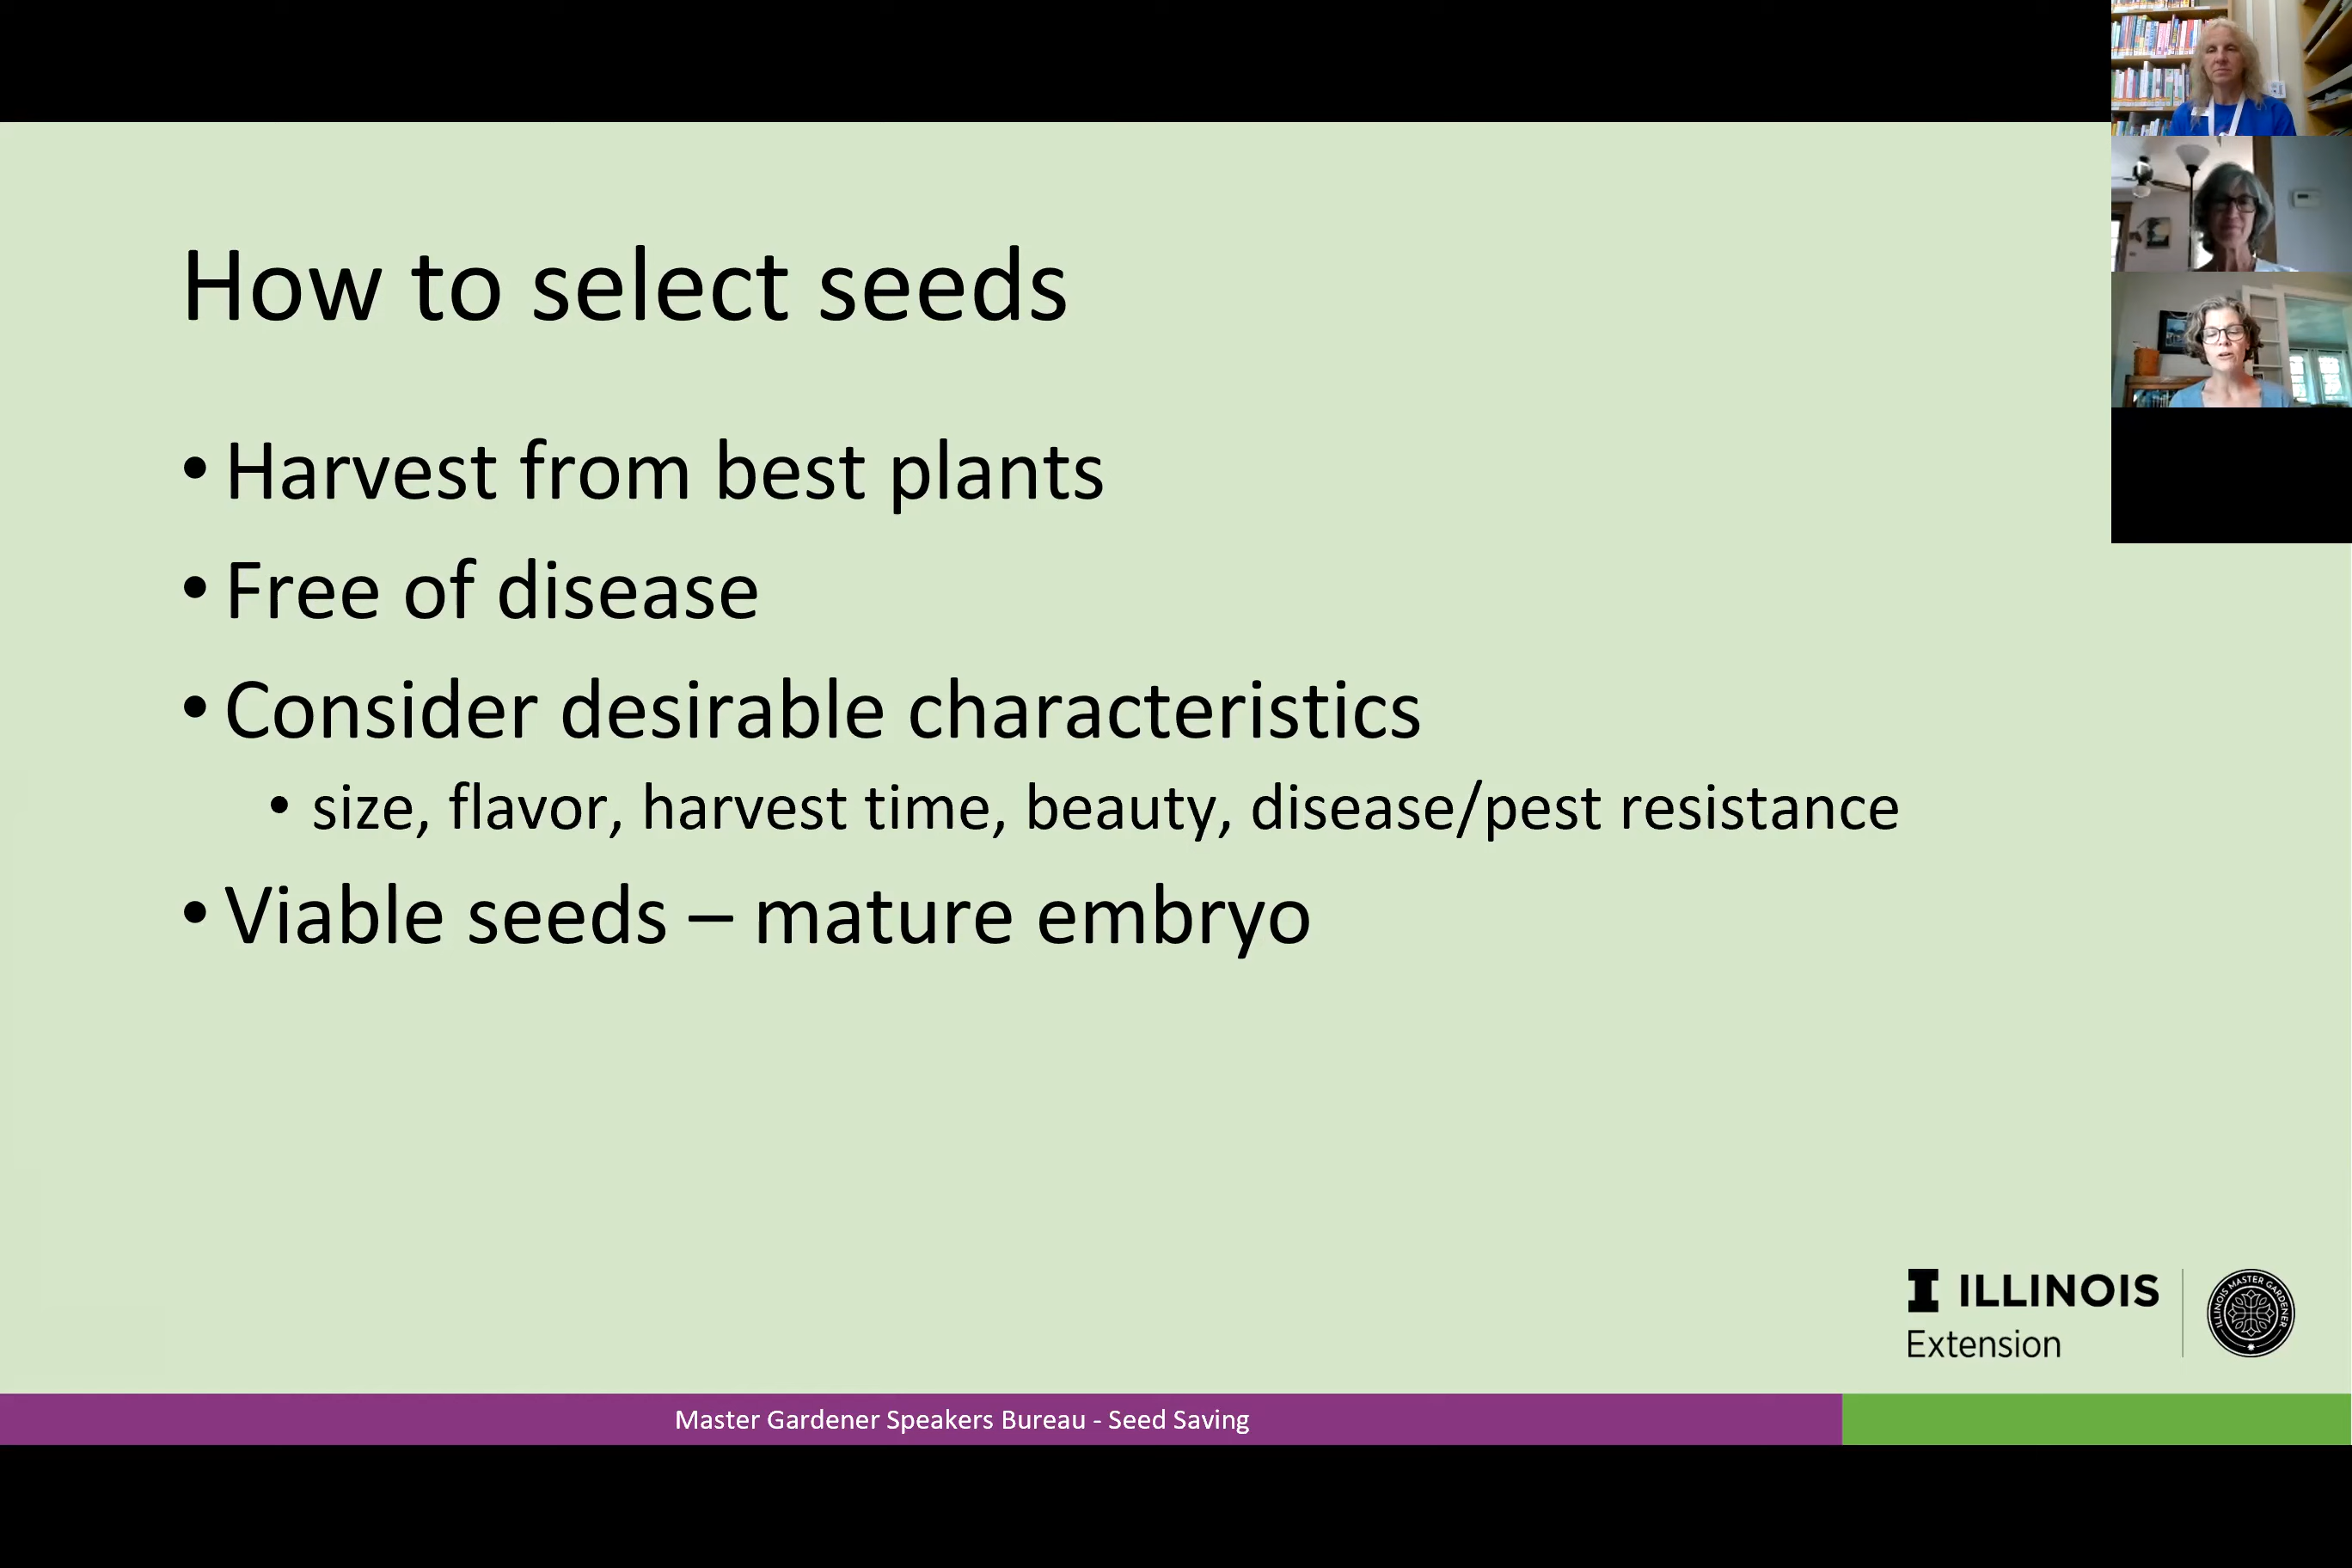 How to select seeds
• Harvest from best plants
• Free of disease
• Consider desirable characteristics
• size, flavor, harvest time, beauty, disease/pest resistance
• Viable seeds – mature embryo
I ILLINOIS
Extension
ILLINOIS MASTER GARDENER
Master Gardener Speakers Bureau - Seed Saving